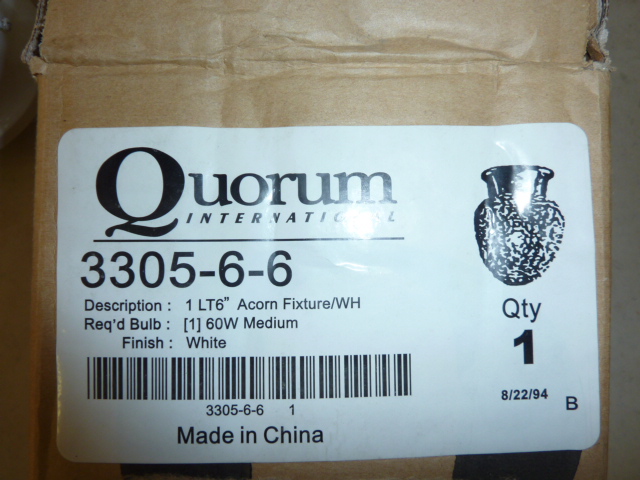 Quorum
INTERNATIONAL
3305-6-6
Description : 1 LT6" Acorn Fixture/WH
Req'd Bulb : [1] 60W Medium
Finish : White
3305-6-6 1
Made in China
Qty
1
8/22/94 B